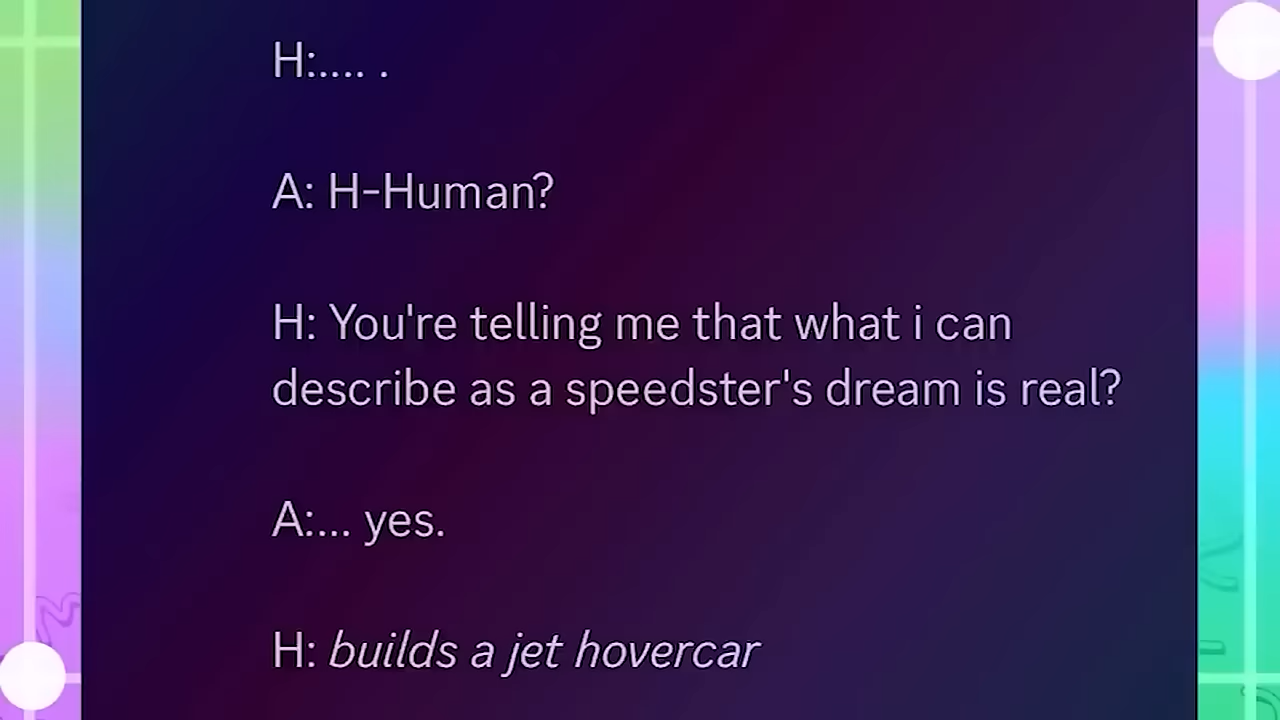 H:.... .
A: H-Human?
H: You're telling me that what i can
describe as a speedster's dream is real?
A:... yes.
H: builds a jet hovercar